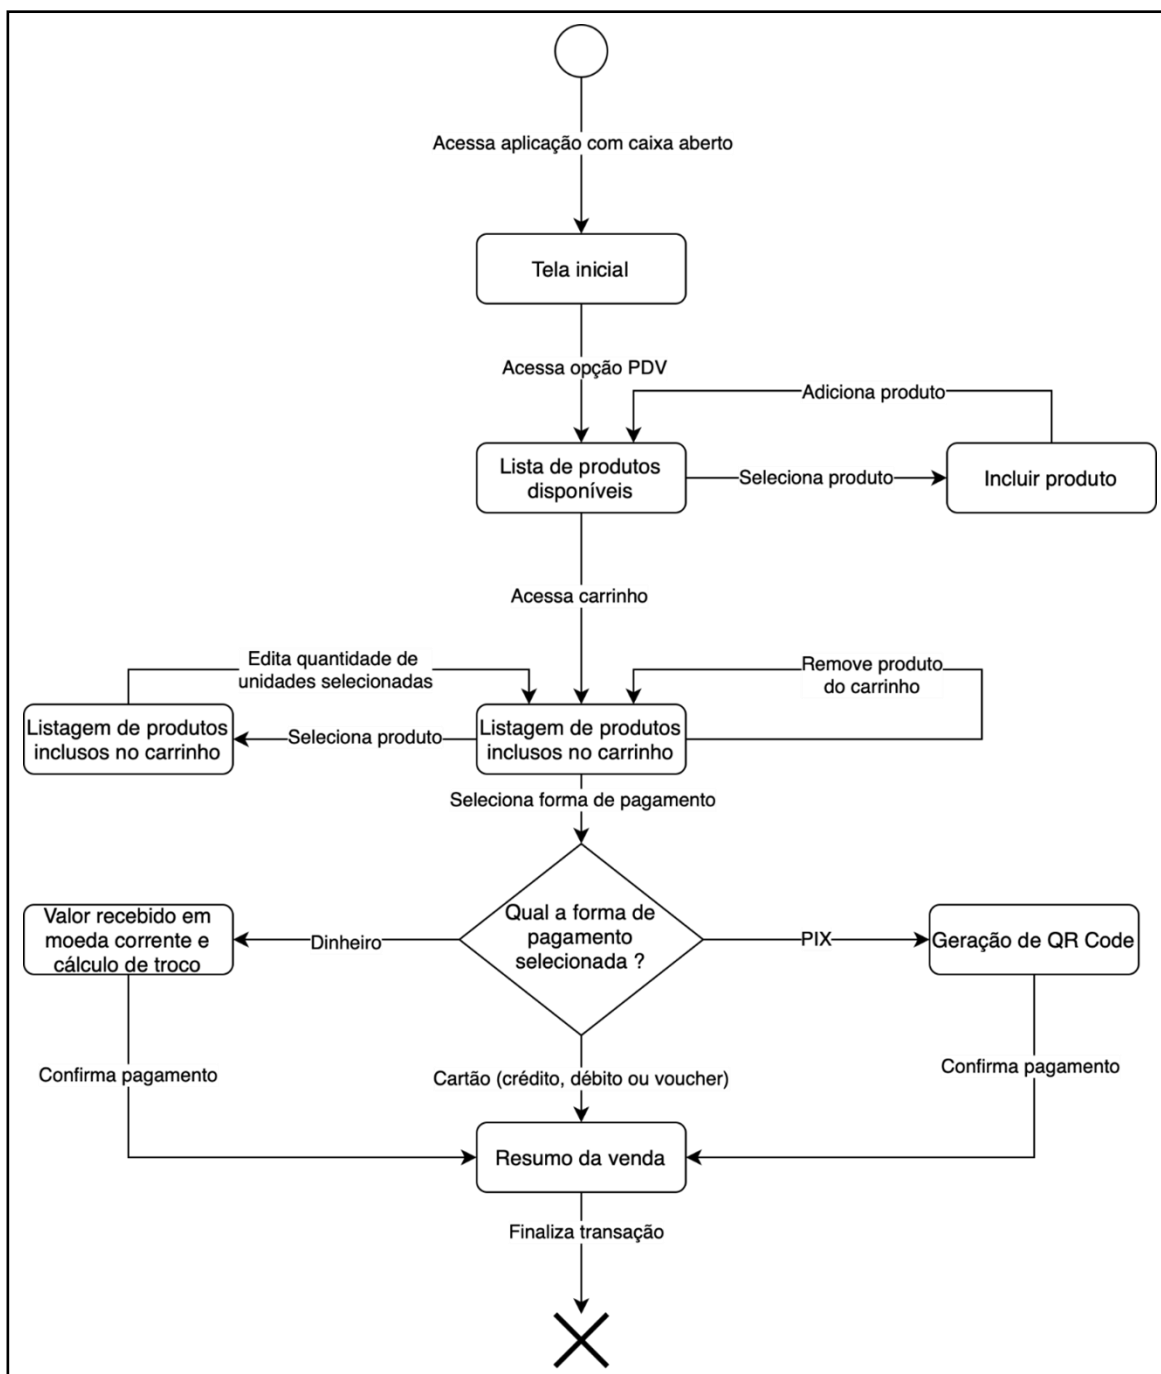 Acessa aplicação com caixa aberto
Tela inicial
Acessa opção PDV
Adiciona produto
Lista de produtos
disponíveis
Seleciona produto
Incluir produto
Acessa carrinho
Edita quantidade de
unidades selecionadas
Remove produto
do carrinho
Listagem de produtos
inclusos no carrinho
Seleciona produto
Listagem de produtos
inclusos no carrinho
Seleciona forma de pagamento
Valor recebido em
moeda corrente e
cálculo de troco
Dinheiro
Qual a forma de
pagamento
selecionada ?
PIX
Geração de QR Code
Confirma pagamento
Cartão (crédito, débito ou voucher)
Confirma pagamento
Resumo da venda
Finaliza transação